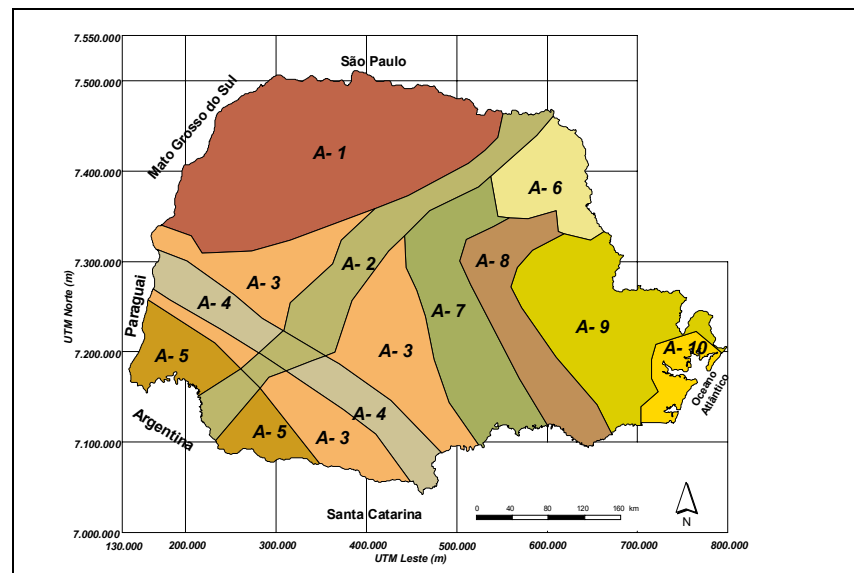 7.550.000
São Paulo
7.500.000
Mato Grosso do Sul
A- 1
7.400.000
A- 6
UTM Norte (m)
7.300.000
A- 2
A- 8
A- 3
A- 4
Paraguai
A- 7
A- 9
7.200.000
A- 5
A- 3
A- 10
Oceano
Atlântico
A- 4
Argentina
A- 5
A- 3
7.100.000
Santa Catarina
0 40 80 120 160 km
N
7.000.000
130.000 200.000 300.000 400.000 500.000 600.000 700.000 800.000
UTM Leste (m)